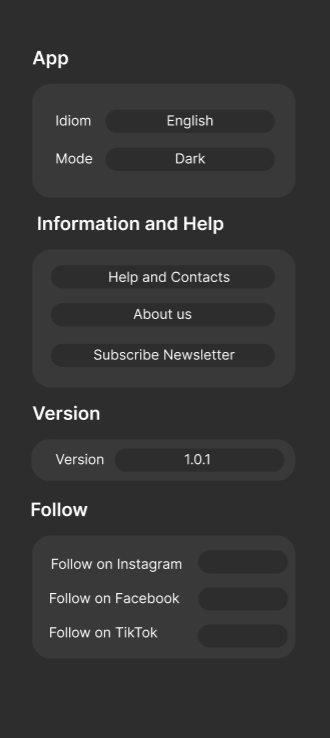 App
Idiom English
Mode Dark
Information and Help
Help and Contacts
About us
Subscribe Newsletter
Version
Version 1.0.1
Follow
Follow on Instagram
Follow on Facebook
Follow on TikTok